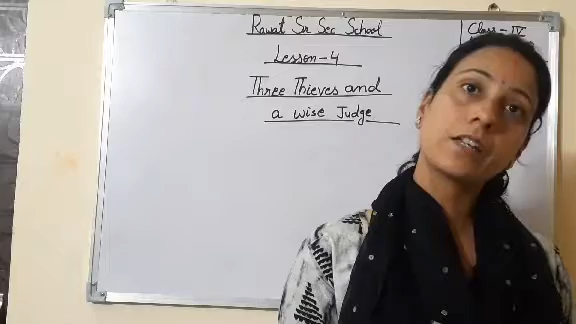 Rawat Sr Sec School
Class - IV
Lesson-4
Three Thieves and
a wise Judge